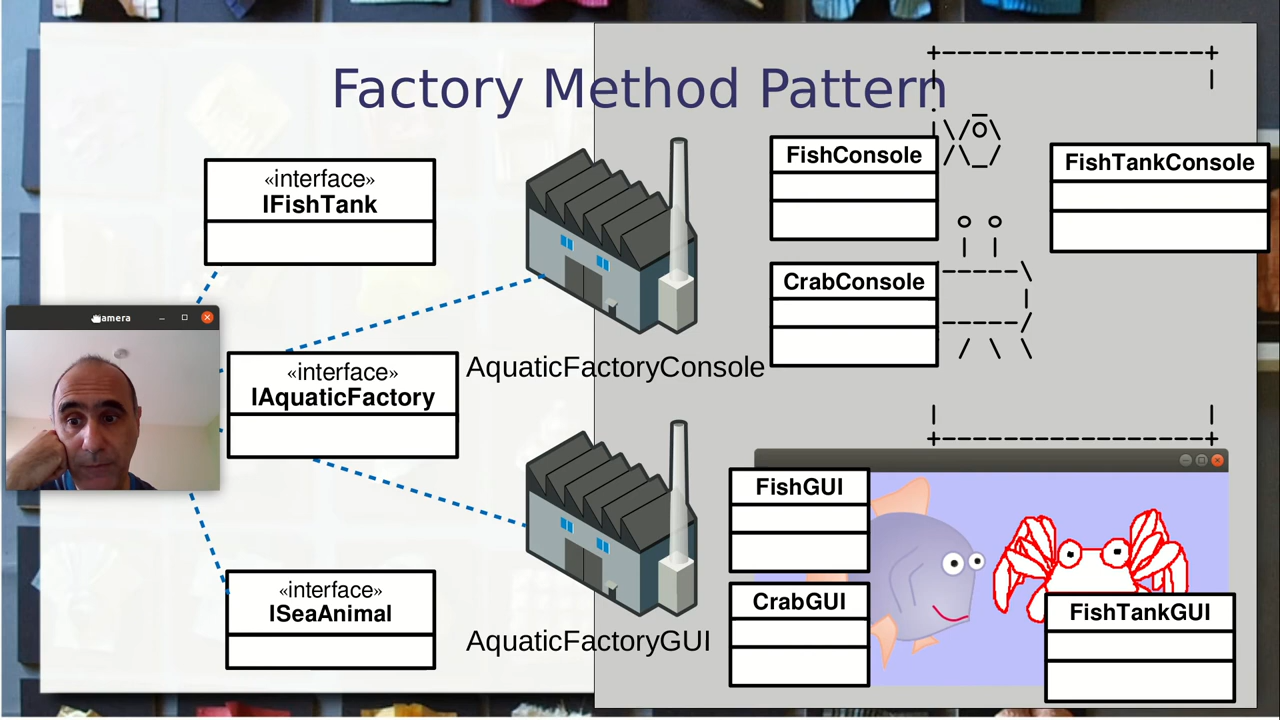 Factory Method Pattern
«interface»
IFishTank
FishConsole
FishTankConsole
CrabConsole
amera
«interface»
IAquaticFactory
AquaticFactoryConsole
FishGUI
CrabGUI
«interface»
ISeaAnimal
FishTankGUI
AquaticFactoryGUI